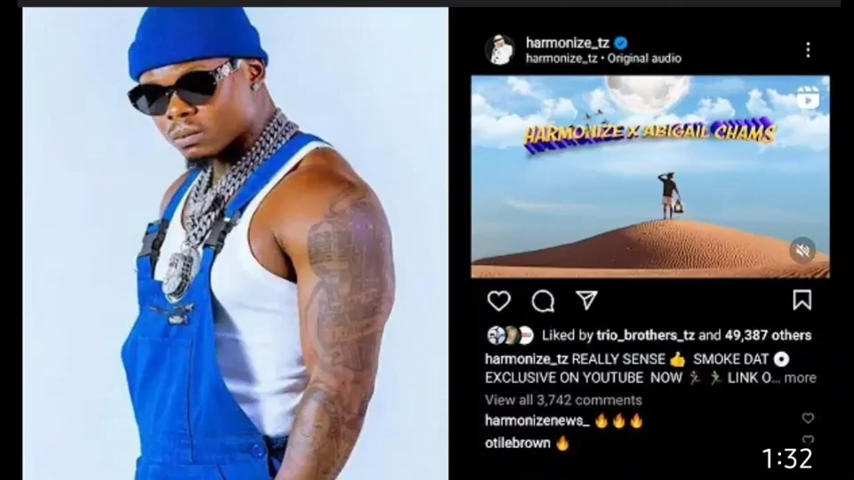 harmonize_tz
harmonize_tz • Original audio
HARMONIZE X ABIGAIL CHAMS
Liked by trio_brothers_tz and 49,387 others
harmonize_tz REALLY SENSE 👍 SMOKE DAT 💿
EXCLUSIVE ON YOUTUBE NOW 🏃 🏃 LINK O... more
View all 3,742 comments
harmonizenews_ 🔥🔥🔥
otilebrown 🔥
1:32